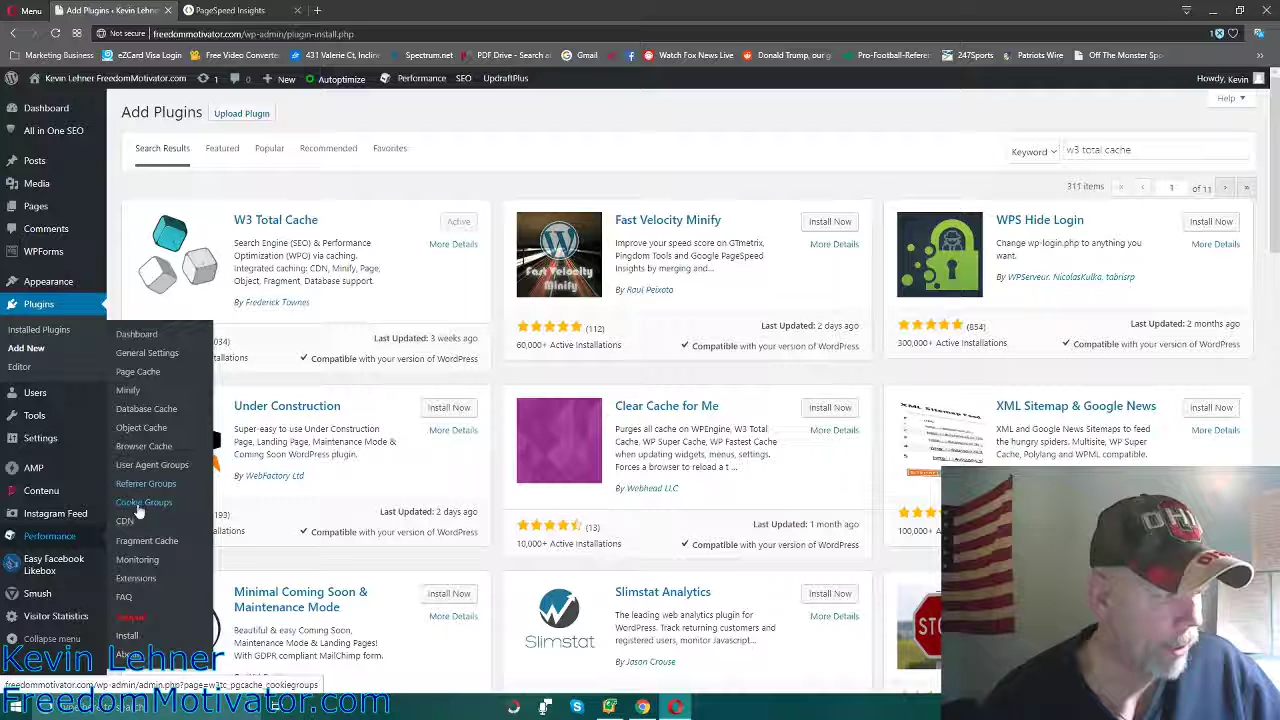 Menu
Add Plugins ‹ Kevin Lehner
PageSpeed Insights
Not secure
freedommotivator.com/wp-admin/plugin-install.php
1
Marketing Business
eZCard Visa Login
Free Video Converte
431 Valene Ct, Inclin
Spectrum.net
PDF Drive - Search a
Gmail
Watch Fox News Live
Donald Trump, our g
Pro-Football-Refere
247Sports
Patriots Wire
Off The Monster Sp
Kevin Lehner FreedomMotivator.com
1
0
New
Autoptimize
Performance
SEO
UpdraftPlus
Howdy, Kevin
Dashboard
All in One SEO
Posts
Media
Pages
Comments
WPForms
Appearance
Plugins
Installed Plugins
Add New
Editor
Users
Tools
Settings
AMP
Contenu
Instagram Feed
Performance
Easy Facebook
Likebox
Smush
Visitor Statistics
Collapse menu
Dashboard
General Settings
Page Cache
Minify
Database Cache
Object Cache
Browser Cache
User Agent Groups
Referrer Groups
Cookie Groups
CDN
Fragment Cache
Monitoring
Extensions
FAQ
Install
Add Plugins
Upload Plugin
Help
Search Results
Featured
Popular
Recommended
Favorites
Keyword
w3 total cache
311 items
«
‹
1
of 11
›
»
W3 Total Cache
Active
More Details
Search Engine (SEO) & Performance
Optimization (WPO) via caching.
Integrated caching: CDN, Minify, Page,
Object, Fragment, Database support.
By Frederick Townes
Last Updated: 3 weeks ago
Compatible with your version of WordPress
Fast Velocity Minify
Install Now
More Details
Fast Velocity
Minify
Improve your speed score on GTmetrix,
Pingdom Tools and Google PageSpeed
Insights by merging and...
By Raul Peixoto
(112)
60,000+ Active Installations
Last Updated: 2 days ago
Compatible with your version of WordPress
WPS Hide Login
Install Now
More Details
Change wp-login.php to anything you
want.
By WPServeur, NicolasKulka, tabrisrp
(854)
300,000+ Active Installations
Last Updated: 2 months ago
Compatible with your version of WordPress
Under Construction
Install Now
More Details
Super-easy to use Under Construction
Page, Landing Page, Maintenance Mode &
Coming Soon WordPress plugin.
By WebFactory Ltd
Last Updated: 2 days ago
Compatible with your version of WordPress
Clear Cache for Me
Install Now
More Details
Purges all cache on WPEngine, W3 Total
Cache, WP Super Cache, WP Fastest Cache
when updating widgets, menus, settings.
Forces a browser to reload a t ...
By Webhead LLC
(13)
10,000+ Active Installations
Last Updated: 1 month ago
Compatible with your version of WordPress
XML Sitemap & Google News
Install Now
More Details
XML and Google News Sitemaps to feed
the hungry spiders. Multisite, WP Super
Cache, Polylang and WPML compatible.
100,000+
Minimal Coming Soon &
Maintenance Mode
Install Now
More Details
Beautiful & easy Coming Soon,
Maintenance Mode & Landing Pages!
With GDPR compliant MailChimp form.
Slimstat Analytics
Install Now
More Details
Slimstat
The leading web analytics plugin for
WordPress. Track returning customers and
registered users, monitor Javascript...
By Jason Crouse
Kevin Lehner
freedommotivator.com/wp-admin/admin.php?page=w3tc_pgcache_cookiegroups
FreedomMotivator.com